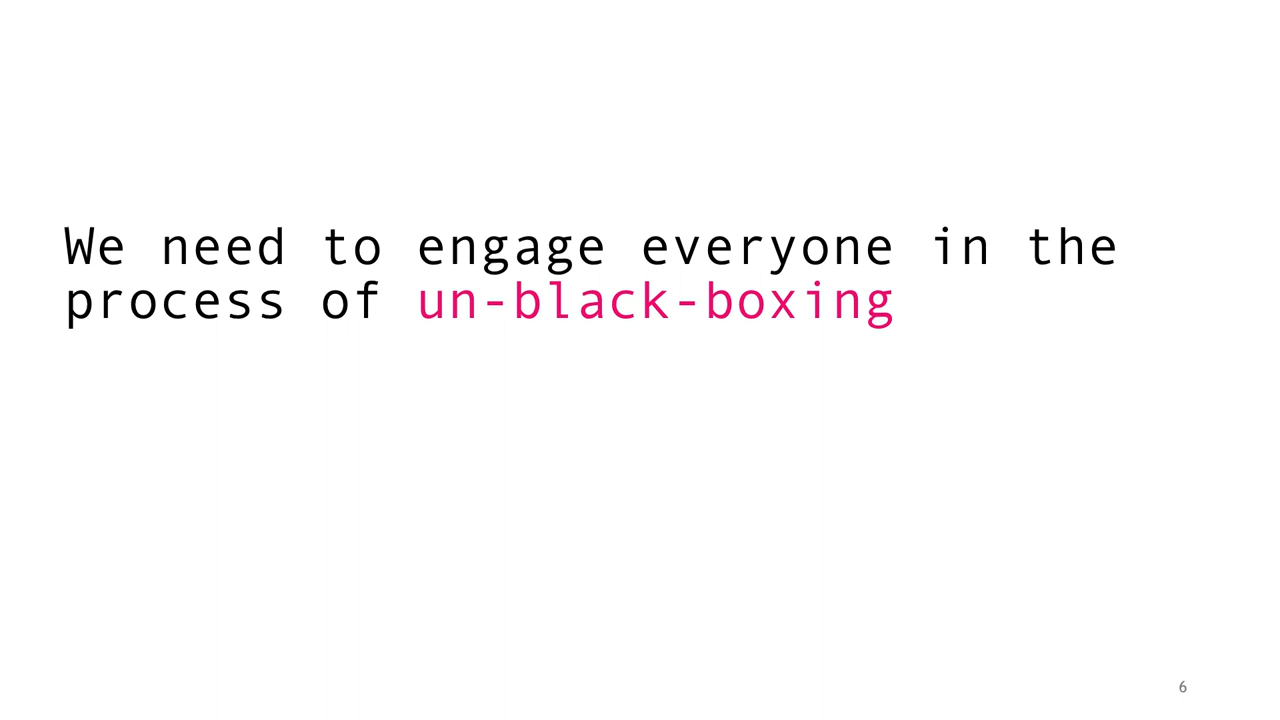 We need to engage everyone in the
process of un-black-boxing
6